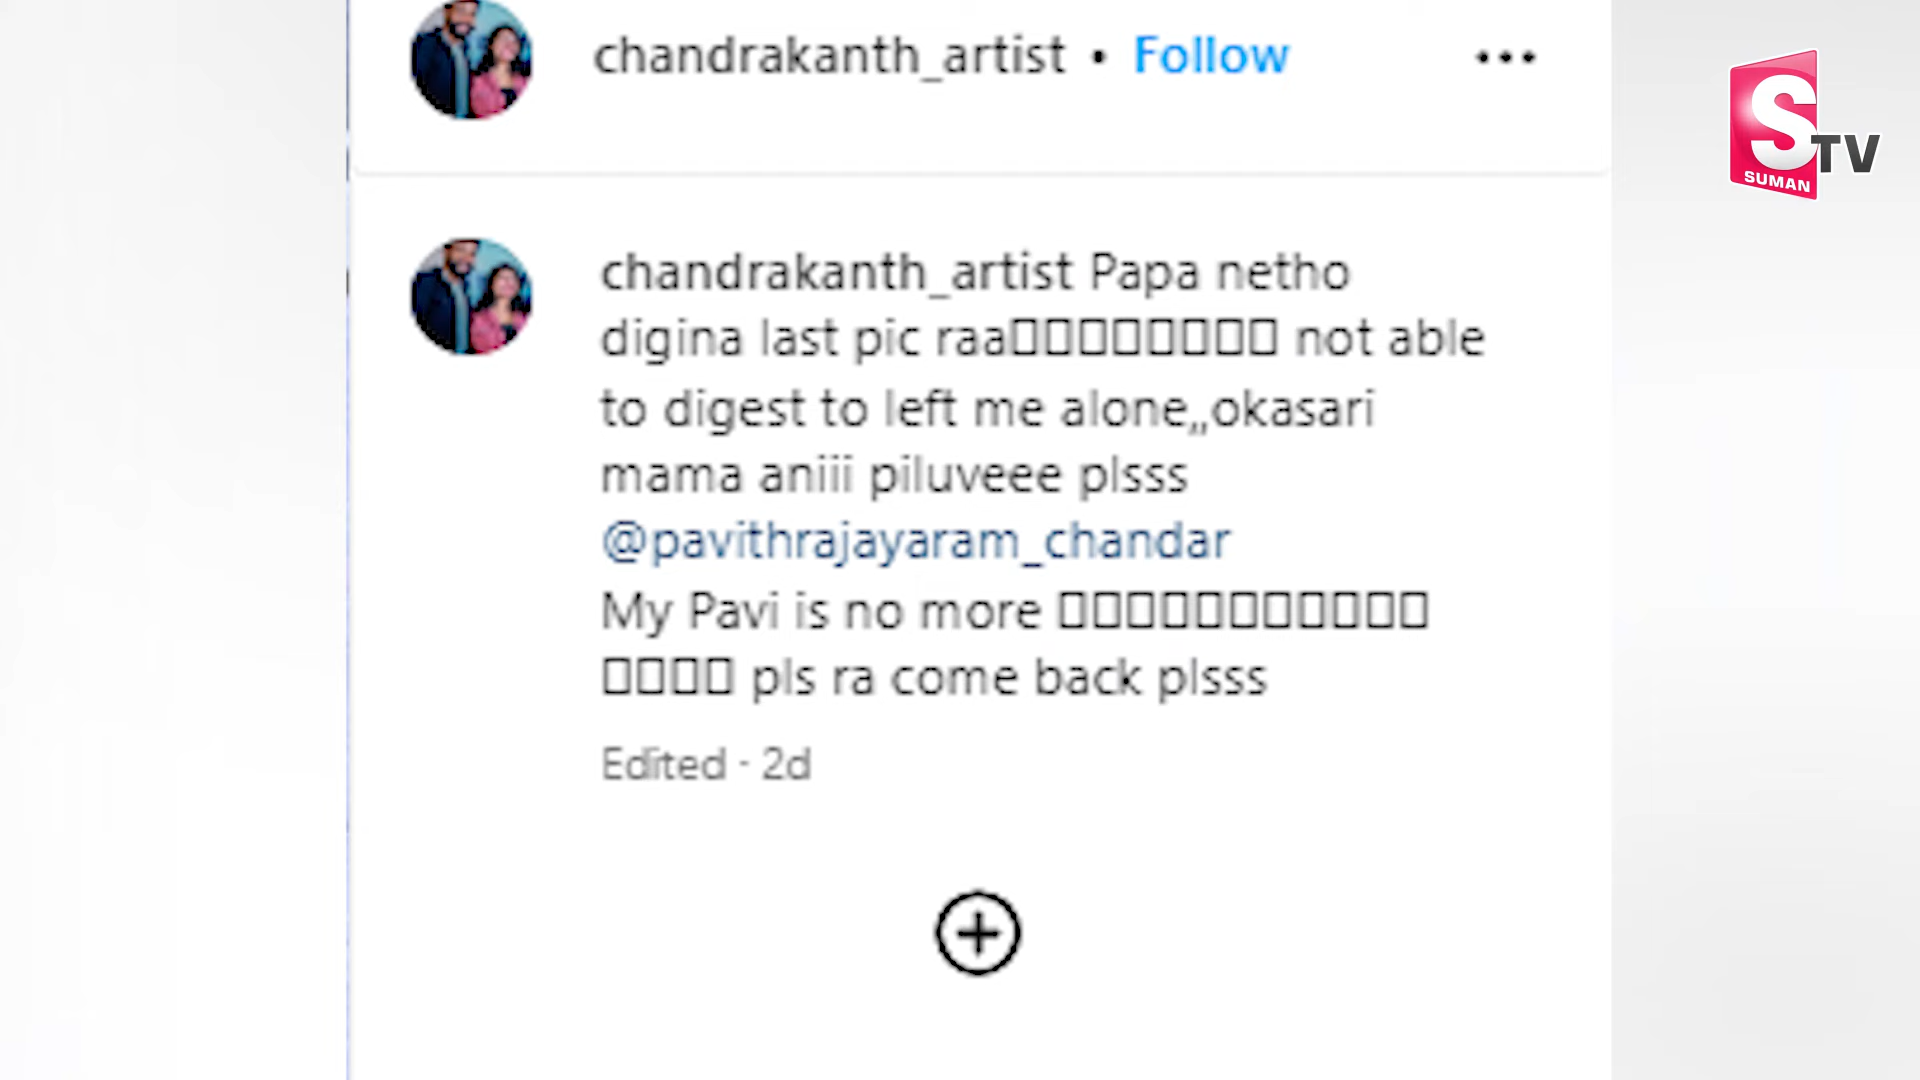 chandrakanth_artist • Follow
S TV
SUMAN
chandrakanth_artist Papa netho
digina last pic raa□□□□□□□□ not able
to digest to left me alone,,okasari
mama aniii piluveee plsss
@pavithrajayaram_chandar
My Pavi is no more □□□□□□□□□□□
□□□□ pls ra come back plsss
Edited · 2d